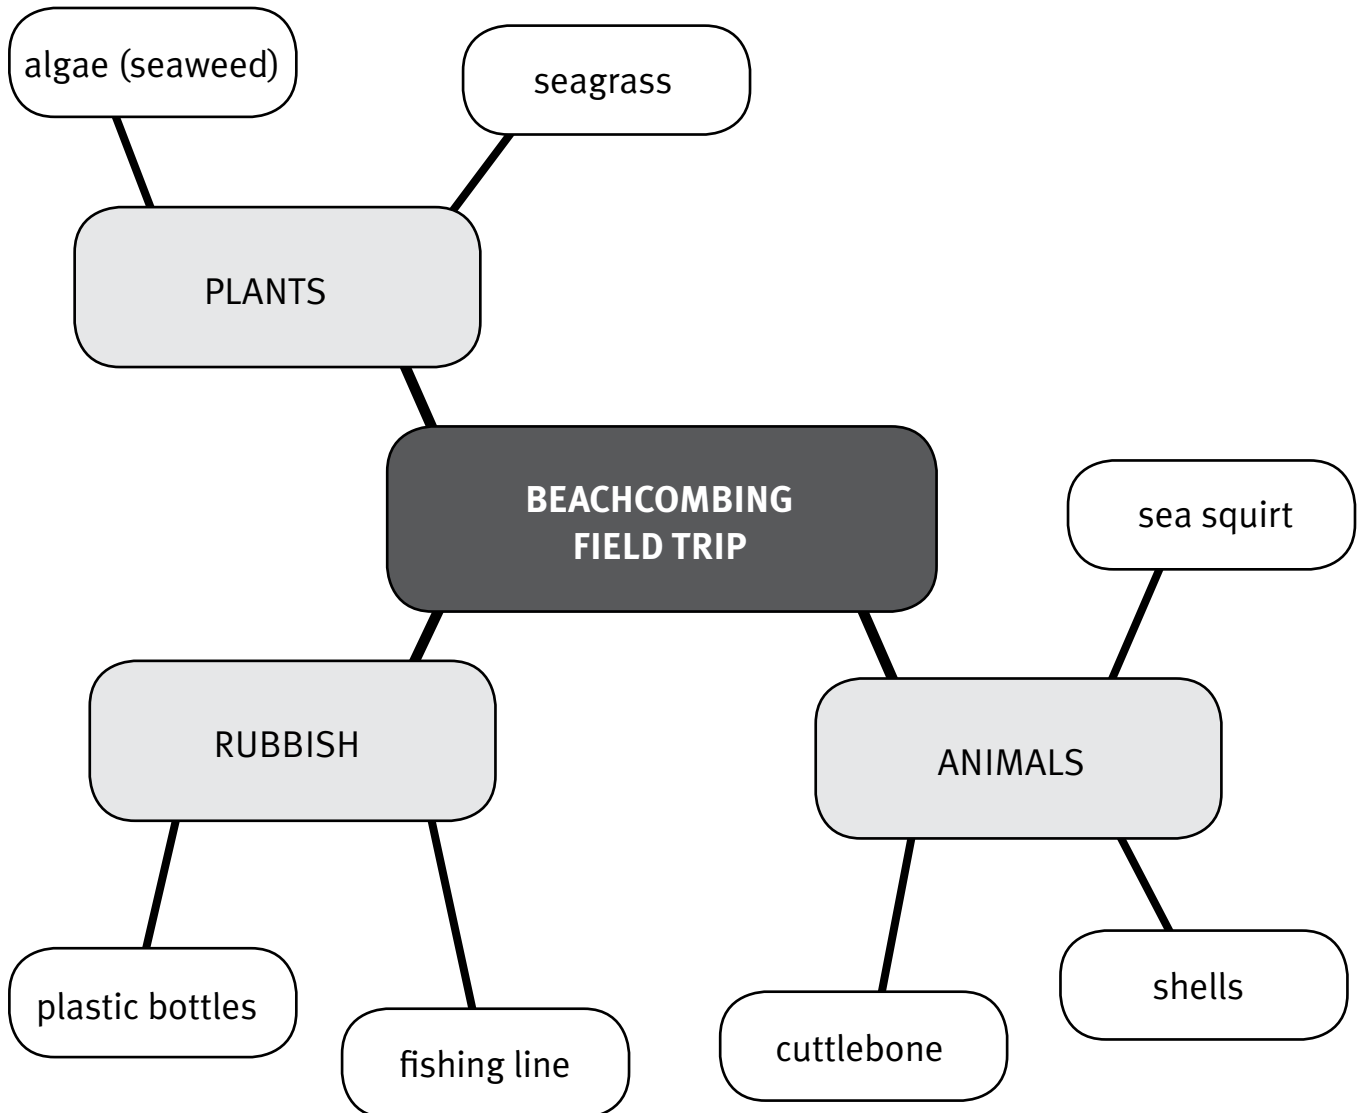 algae (seaweed)
seagrass
PLANTS
BEACHCOMBING
FIELD TRIP
sea squirt
RUBBISH
ANIMALS
plastic bottles
fishing line
cuttlebone
shells